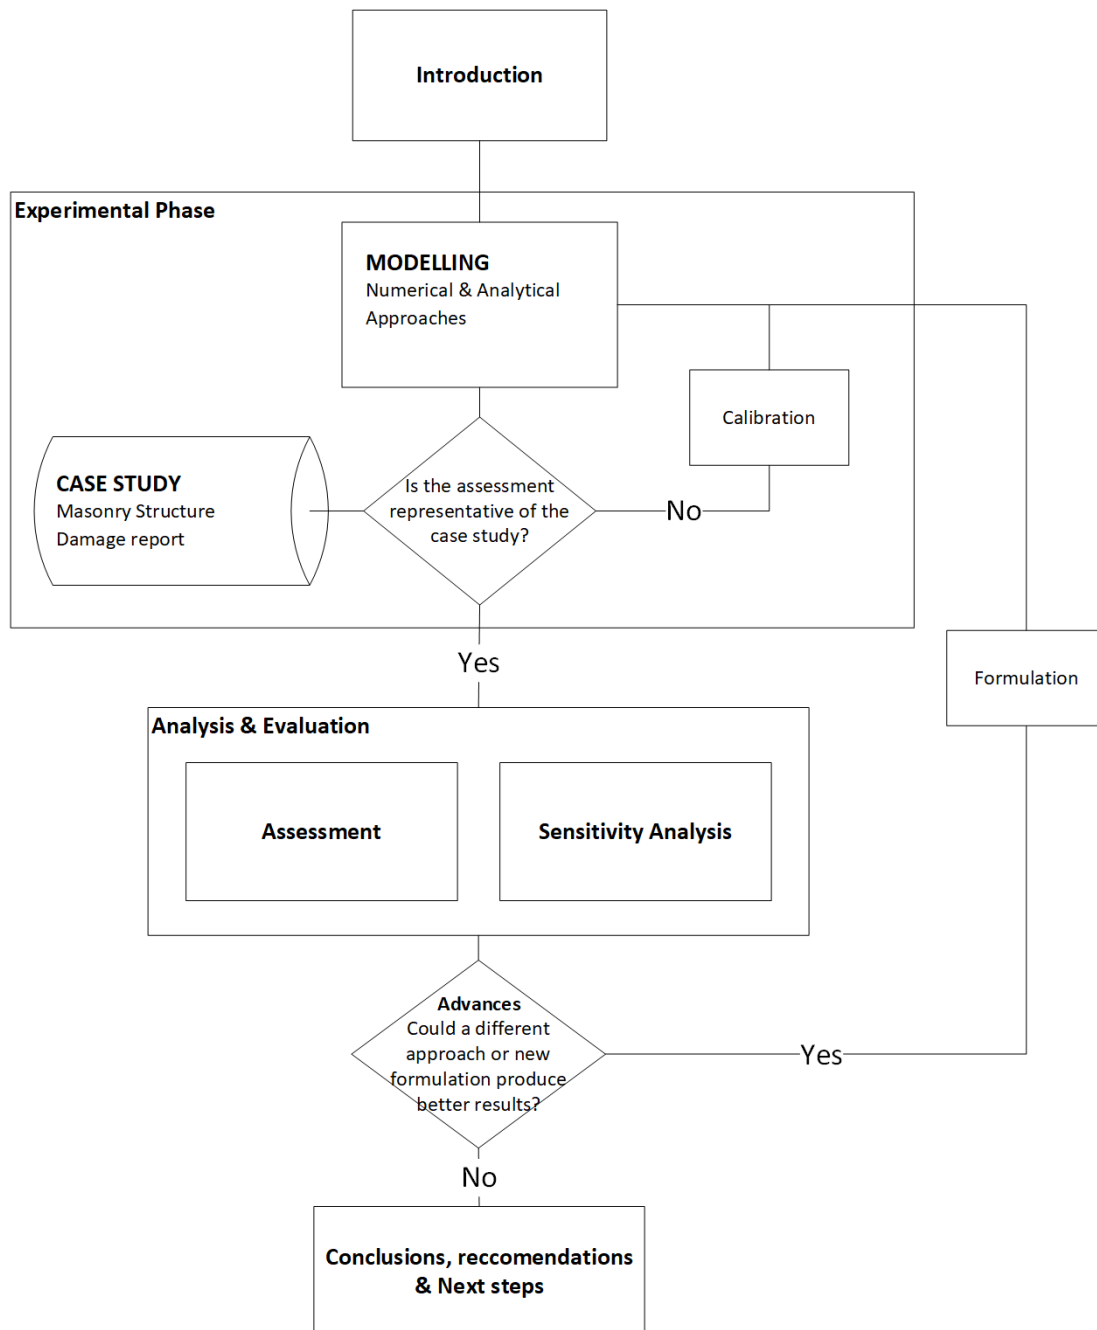 Introduction
Experimental Phase
MODELLING
Numerical & Analytical
Approaches
Calibration
CASE STUDY
Masonry Structure
Damage report
Is the assessment
representative of the
case study?
No
Yes
Formulation
Analysis & Evaluation
Assessment
Sensitivity Analysis
Advances
Could a different
approach or new
formulation produce
better results?
Yes
No
Conclusions, reccomendations
& Next steps